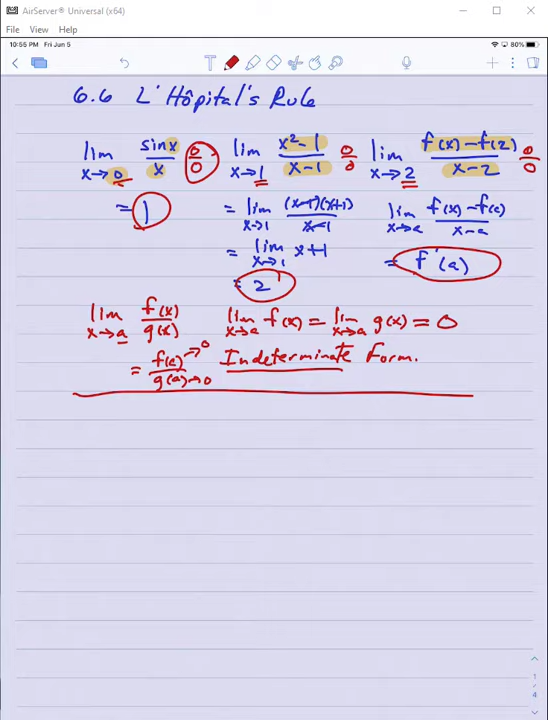 AirServer® Universal (x64)
File View Help
10:55 PM Fri Jun 5 80%
6.6 L'Hôpital's Rule
lim x→0 sinx/x 0/0 lim x→1 x²-1/x-1 0/0 lim x→2 f(x)-f(2)/x-2 0/0
= 1 = lim x→1 (x-1)(x+1)/x-1 lim x→a f(x)-f(a)/x-a
= lim x→1 x+1 = f'(a)
= 2
lim x→a f(x)/g(x) lim x→a f(x) = lim x→a g(x) = 0
= f(a)→0/g(a)→0 Indeterminate Form.
1
4